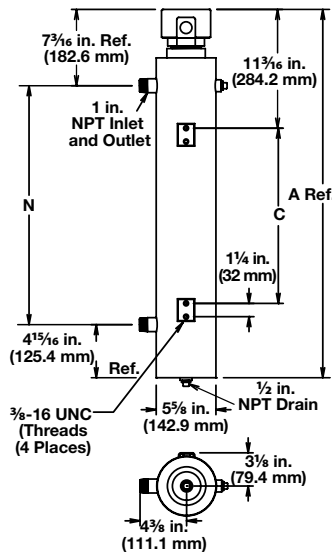 7³⁄₁₆ in. Ref.
(182.6 mm)
11³⁄₁₆ in.
(284.2 mm)
1 in.
NPT Inlet
and Outlet
A Ref.
N
C
1¼ in.
(32 mm)
4¹⁵⁄₁₆ in.
(125.4 mm)
Ref.
½ in.
NPT Drain
⅜-16 UNC
(Threads
(4 Places)
5⅝ in.
(142.9 mm)
3⅛ in.
(79.4 mm)
4⅜ in.
(111.1 mm)